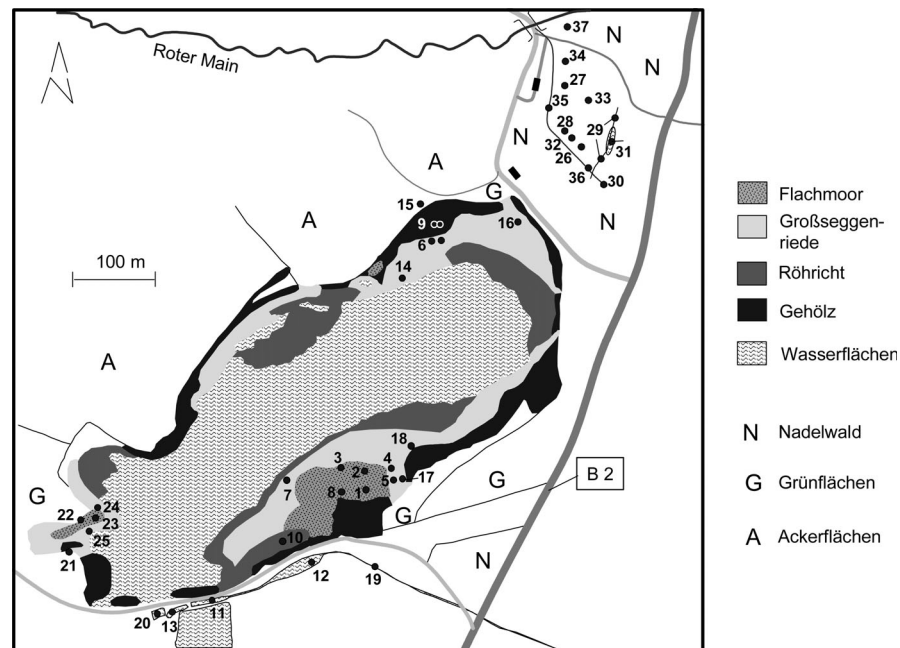 37
N
Roter Main
34
N
27
33
35
28
29
N
32
31
26
36
30
A
15
G
N
9
16
6
A
14
100 m
A
18
3
4
2
17
7
5
G
B 2
8
1
G
G
24
22
23
10
25
N
21
12
19
11
20
13
Flachmoor
Großseggen-
riede
Röhricht
Gehölz
Wasserflächen
N Nadelwald
G Grünflächen
A Ackerflächen